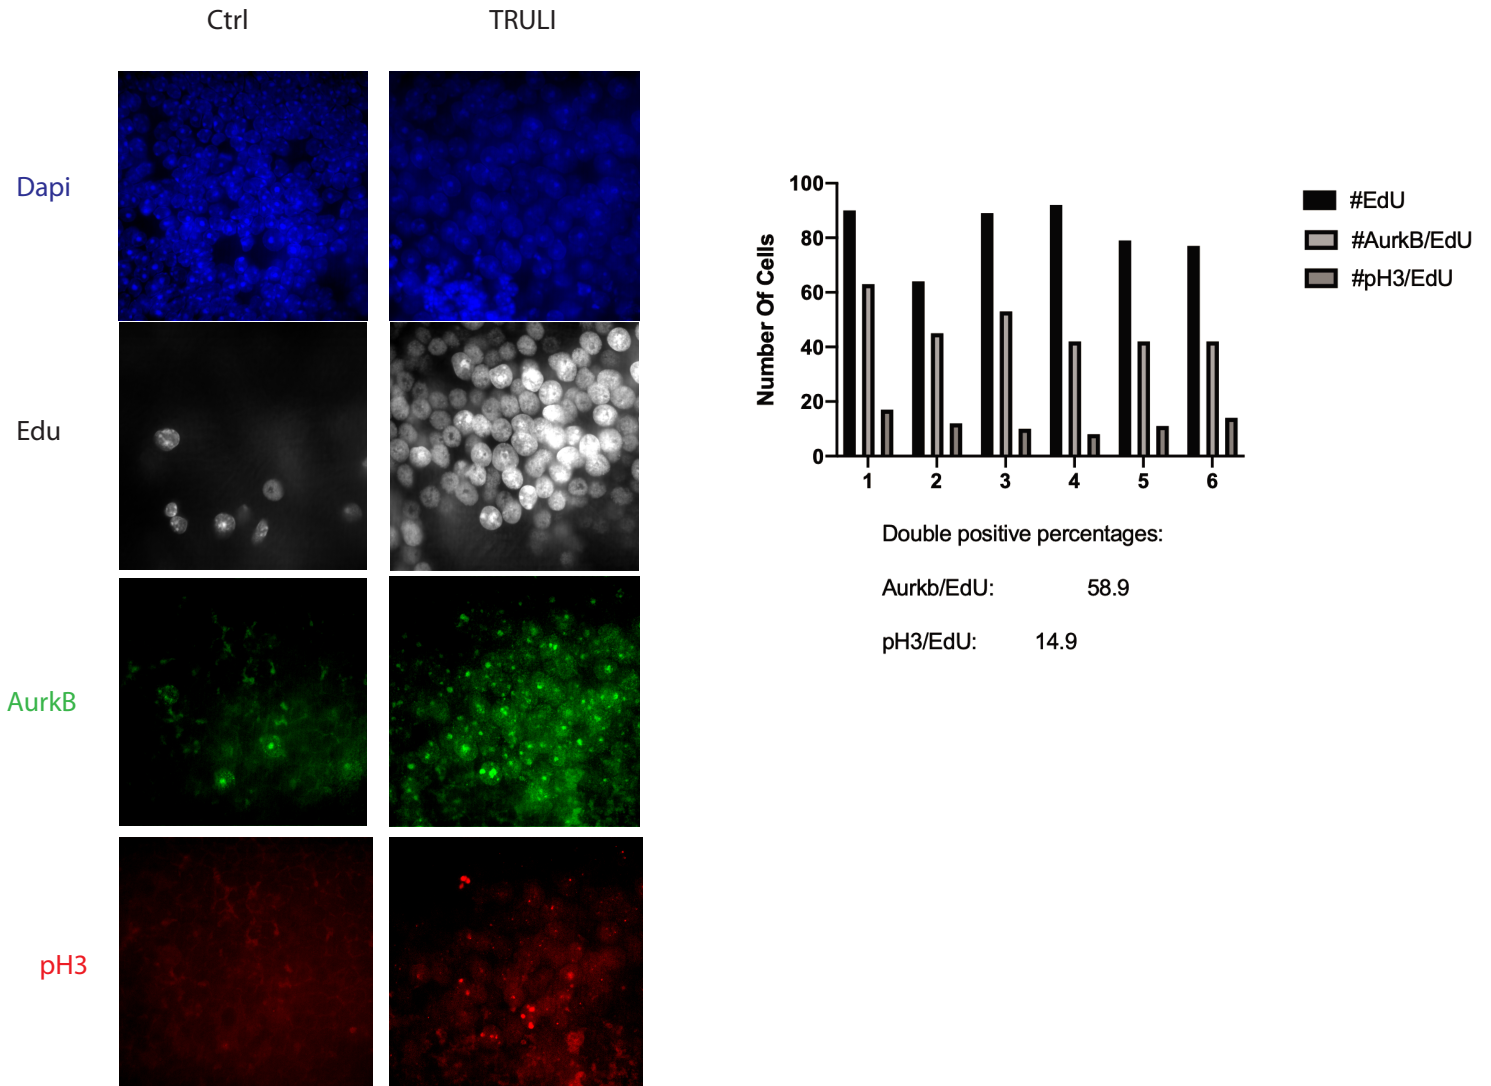 Ctrl
TRULI
Dapi
Edu
AurkB
pH3
100
80
60
40
20
0
Number Of Cells
1 2 3 4 5 6
#EdU
#AurkB/EdU
#pH3/EdU
Double positive percentages:
Aurkb/EdU: 58.9
pH3/EdU: 14.9